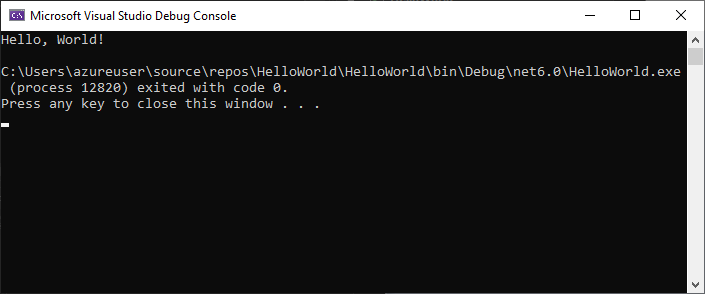 Microsoft Visual Studio Debug Console
Hello, World!
C:\Users\azureuser\source\repos\HelloWorld\HelloWorld\bin\Debug\net6.0\HelloWorld.exe
(process 12820) exited with code 0.
Press any key to close this window . . .